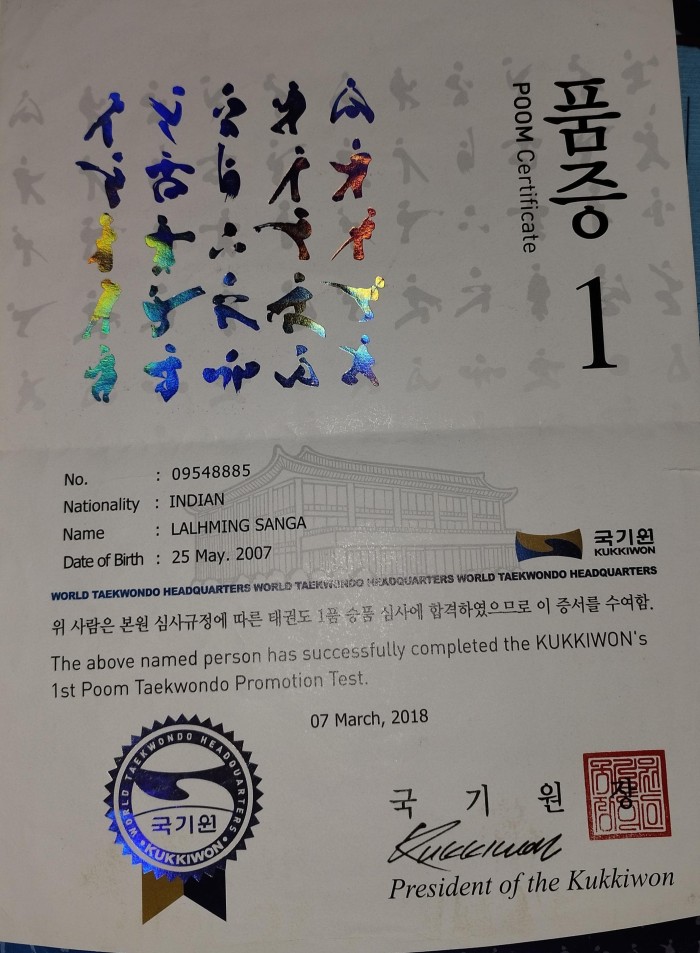 품증
POOM Certificate
1
No. : 09548885
Nationality : INDIAN
Name : LALHMING SANGA
Date of Birth : 25 May. 2007
국기원
KUKKIWON
WORLD TAEKWONDO HEADQUARTERS WORLD TAEKWONDO HEADQUARTERS WORLD TAEKWONDO HEADQUARTERS
위 사람은 본원 심사규정에 따른 태권도 1품 승품 심사에 합격하였으므로 이 증서를 수여함.
The above named person has successfully completed the KUKKIWON's
1st Poom Taekwondo Promotion Test.
07 March, 2018
WORLD TAEKWONDO HEADQUARTERS
국기원
KUKKIWON
국 기 원 장
Kukkiwon
President of the Kukkiwon